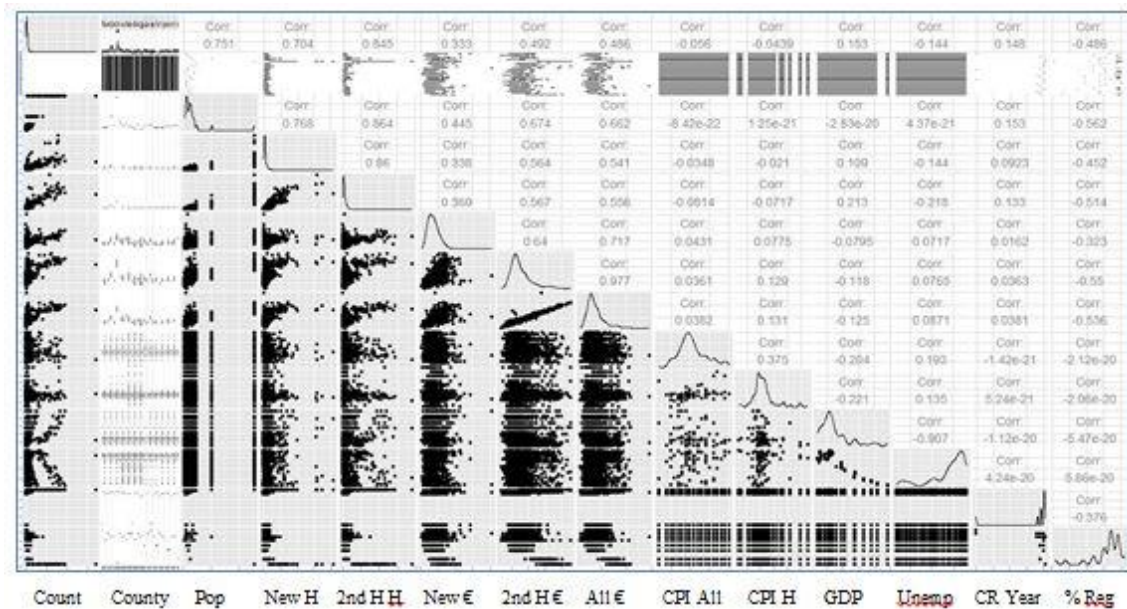 Corr: Corr: Corr: Corr: Corr: Corr: Corr: Corr: Corr: Corr: Corr:
0.751 0.704 0.845 0.333 0.492 0.486 -0.056 -0.0439 0.153 -0.144 0.148 -0.486
Corr: Corr: Corr: Corr: Corr: Corr: Corr: Corr: Corr: Corr:
0.768 0.864 0.445 0.674 0.662 -8.42e-22 1.25e-21 -2.83e-20 4.37e-21 0.153 -0.562
Corr: Corr: Corr: Corr: Corr: Corr: Corr: Corr: Corr: Corr:
0.86 0.338 0.564 0.541 -0.0348 -0.021 0.109 -0.144 0.0923 -0.452
Corr: Corr: Corr: Corr: Corr: Corr: Corr: Corr: Corr:
0.360 0.567 0.556 -0.0814 -0.0717 0.213 -0.218 0.133 -0.514
Corr: Corr: Corr: Corr: Corr: Corr: Corr: Corr:
0.64 0.717 0.0431 0.0775 -0.0795 0.0717 0.0162 -0.323
Corr: Corr: Corr: Corr: Corr: Corr: Corr:
0.977 0.0361 0.129 -0.118 0.0765 0.0363 -0.55
Corr: Corr: Corr: Corr: Corr: Corr:
0.0382 0.131 -0.125 0.0871 0.0381 -0.536
Corr: Corr: Corr: Corr: Corr:
0.375 -0.284 0.193 -1.42e-21 -2.12e-20
Corr: Corr: Corr: Corr:
-0.221 0.135 5.24e-21 -2.96e-20
Corr: Corr: Corr:
-0.907 -1.12e-20 -5.47e-20
Corr: Corr:
4.24e-20 5.86e-20
Corr:
-0.376
Count County Pop New H 2nd H H New € 2nd H € All € CPI All CPI H GDP Unemp CR Year % Rag